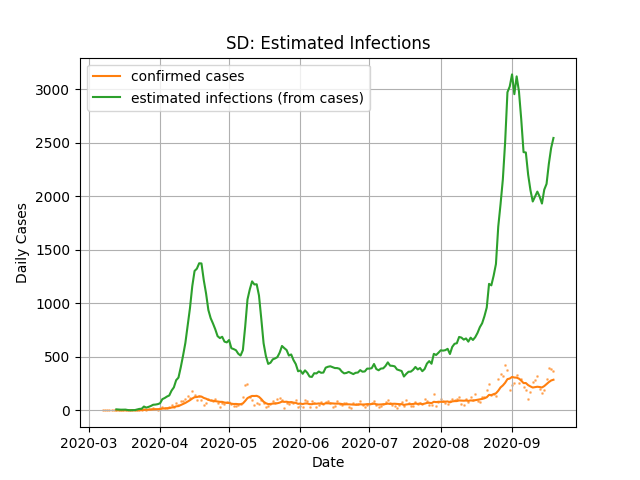 SD: Estimated Infections
confirmed cases
estimated infections (from cases)
Daily Cases
3000
2500
2000
1500
1000
500
0
2020-03 2020-04 2020-05 2020-06 2020-07 2020-08 2020-09
Date